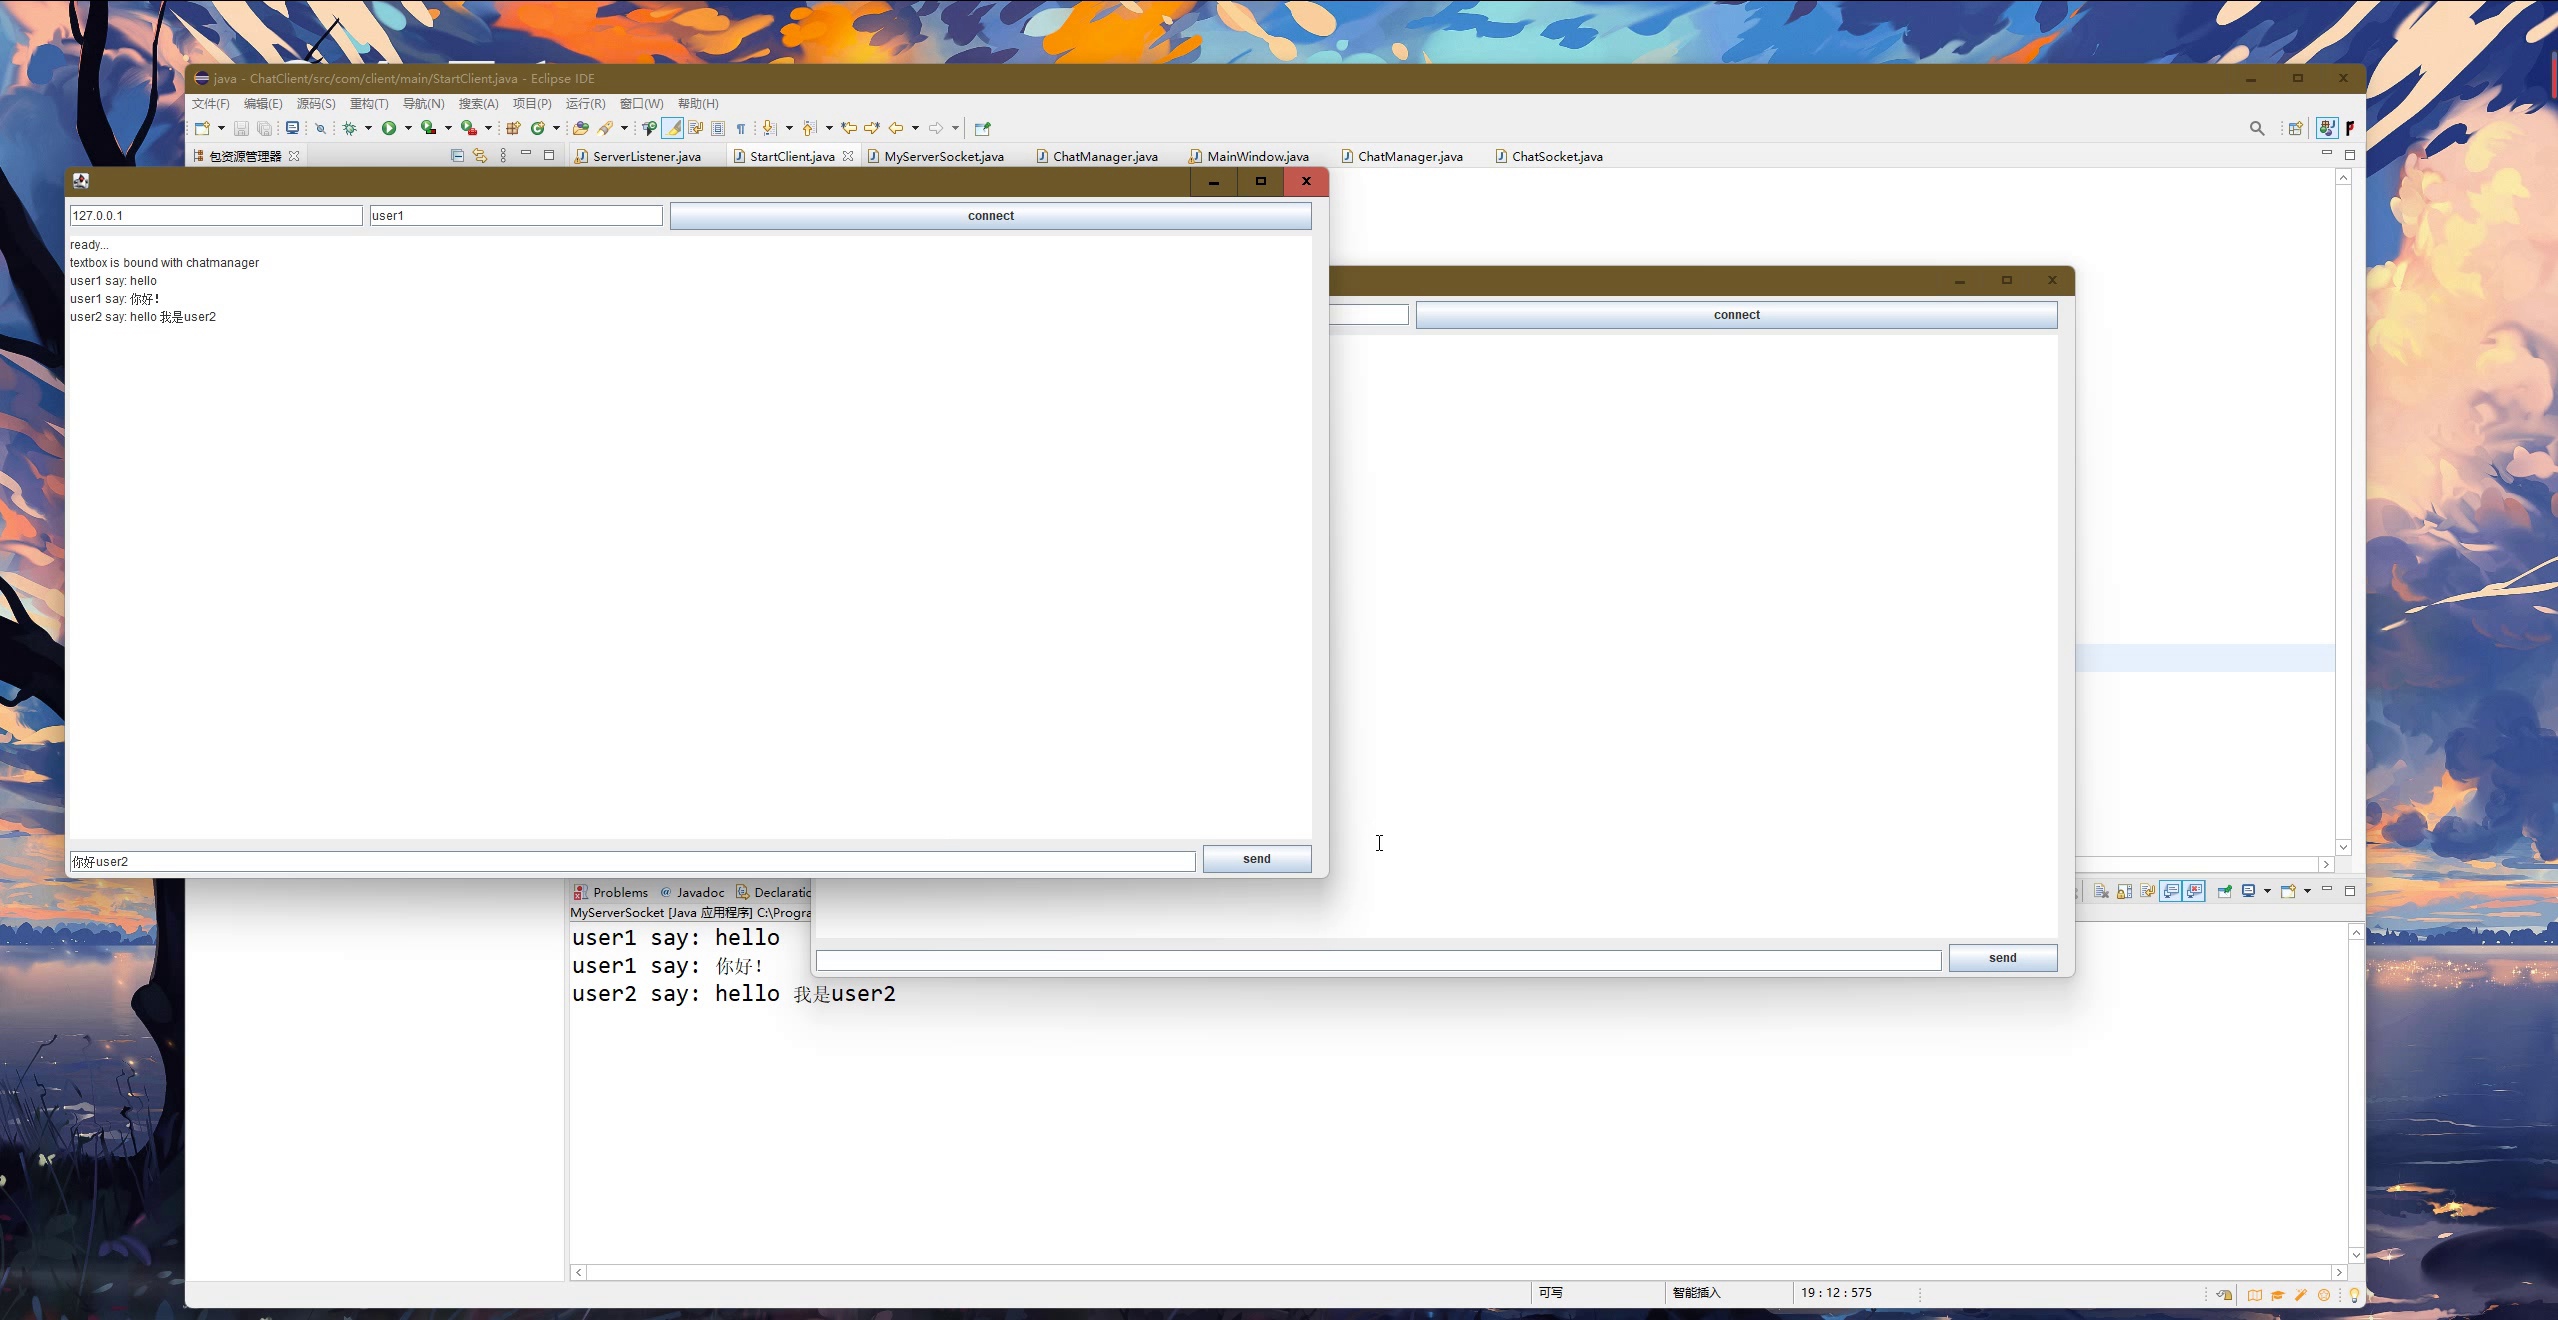 java - ChatClient/src/com/client/main/StartClient.java - Eclipse IDE
文件(F) 编辑(E) 源码(S) 重构(T) 导航(N) 搜索(A) 项目(P) 运行(R) 窗口(W) 帮助(H)
包资源管理器 ServerListener.java StartClient.java MyServerSocket.java ChatManager.java MainWindow.java ChatManager.java ChatSocket.java
127.0.0.1 user1 connect
ready...
textbox is bound with chatmanager
user1 say: hello
user1 say: 你好!
user2 say: hello 我是user2
你好user2 send
connect
send
Problems @ Javadoc Declaratic
MyServerSocket [Java 应用程序] C:\Progra
user1 say: hello
user1 say: 你好!
user2 say: hello 我是user2
可写 智能插入 19 : 12 : 575